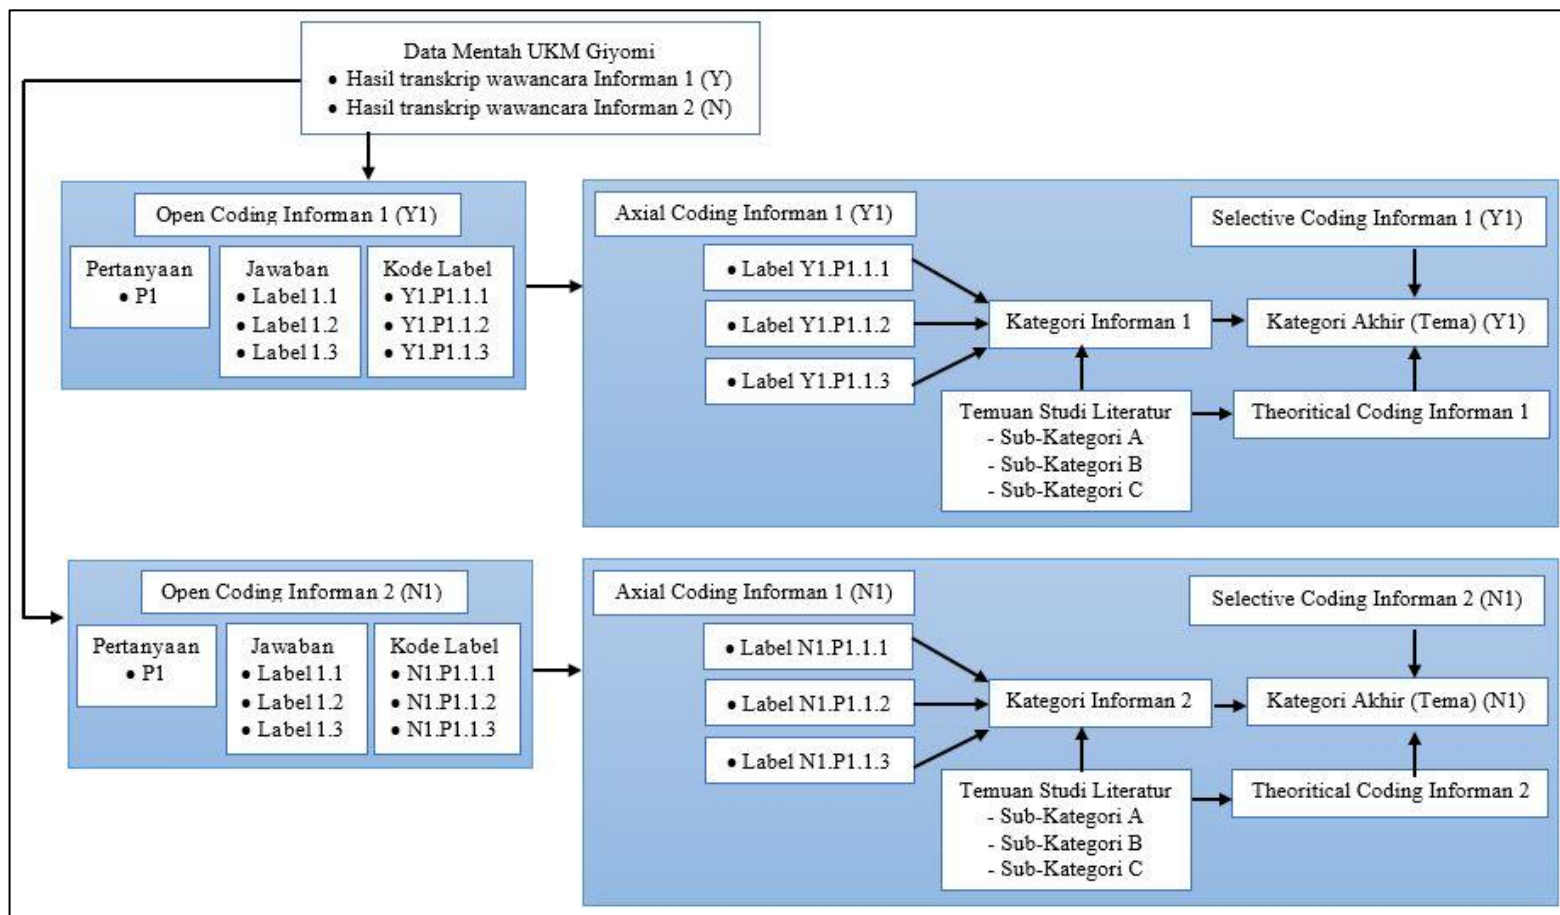 Data Mentah UKM Giyomi
• Hasil transkrip wawancara Informan 1 (Y)
• Hasil transkrip wawancara Informan 2 (N)
Open Coding Informan 1 (Y1)
Pertanyaan
• P1
Jawaban
• Label 1.1
• Label 1.2
• Label 1.3
Kode Label
• Y1.P1.1.1
• Y1.P1.1.2
• Y1.P1.1.3
Axial Coding Informan 1 (Y1)
• Label Y1.P1.1.1
• Label Y1.P1.1.2
• Label Y1.P1.1.3
Kategori Informan 1
Temuan Studi Literatur
- Sub-Kategori A
- Sub-Kategori B
- Sub-Kategori C
Selective Coding Informan 1 (Y1)
Kategori Akhir (Tema) (Y1)
Theoritical Coding Informan 1
Open Coding Informan 2 (N1)
Pertanyaan
• P1
Jawaban
• Label 1.1
• Label 1.2
• Label 1.3
Kode Label
• N1.P1.1.1
• N1.P1.1.2
• N1.P1.1.3
Axial Coding Informan 1 (N1)
• Label N1.P1.1.1
• Label N1.P1.1.2
• Label N1.P1.1.3
Kategori Informan 2
Temuan Studi Literatur
- Sub-Kategori A
- Sub-Kategori B
- Sub-Kategori C
Selective Coding Informan 2 (N1)
Kategori Akhir (Tema) (N1)
Theoritical Coding Informan 2